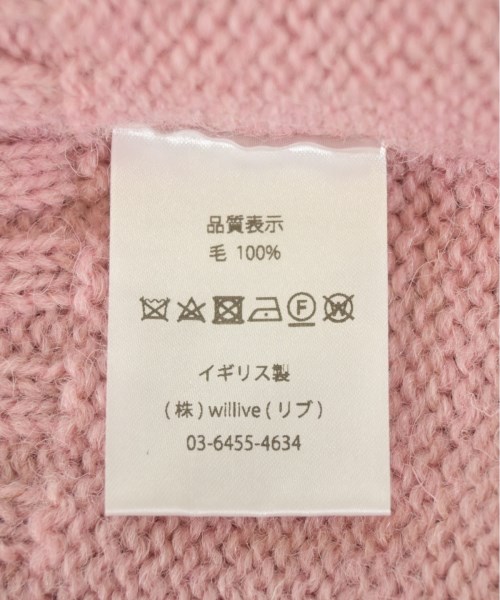 品質表示
毛 100%
F W
イギリス製
(株) willive (リブ)
03-6455-4634